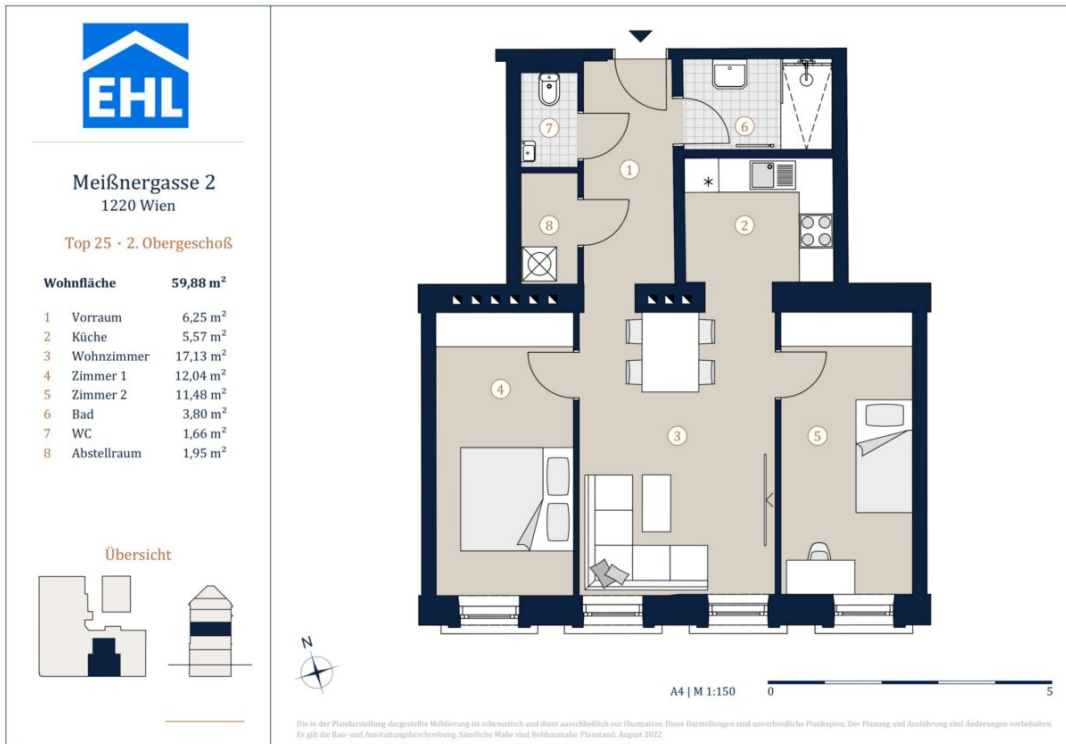 EHL
Meißnergasse 2
1220 Wien
Top 25 · 2. Obergeschoß
Wohnfläche 59,88 m²
1 Vorraum 6,25 m²
2 Küche 5,57 m²
3 Wohnzimmer 17,13 m²
4 Zimmer 1 12,04 m²
5 Zimmer 2 11,48 m²
6 Bad 3,80 m²
7 WC 1,66 m²
8 Abstellraum 1,95 m²
Übersicht
7
6
1
8
2
4
3
5
N
A4 | M 1:150 0 5
Die in der Plandarstellung dargestellte Möblierung ist schematisch und dient ausschließlich zur Illustration. Diese Darstellungen sind unverbindliche Plankopien. Der Planung und Ausführung sind Änderungen vorbehalten.
Es gilt die Bau- und Ausstattungsbeschreibung. Sämtliche Maße sind Rohbaumaße. Planstand: August 2022